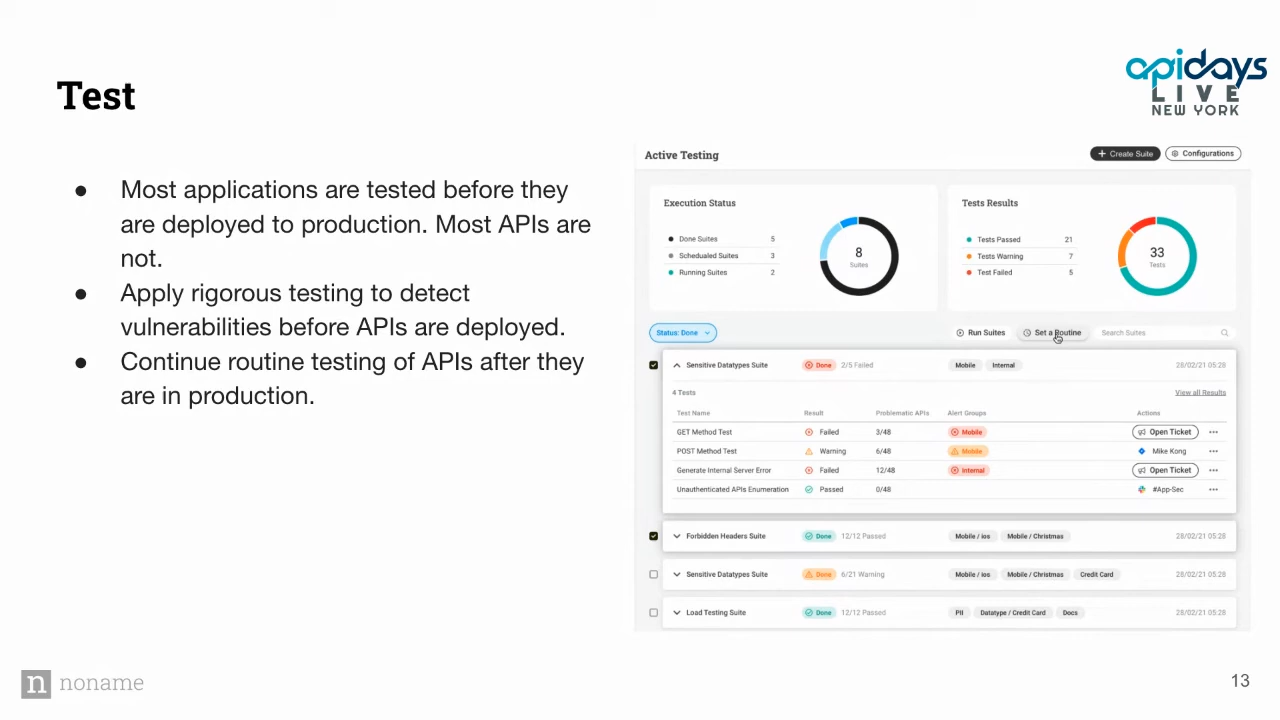 Test
apidays
LIVE
NEW YORK
● Most applications are tested before they
are deployed to production. Most APIs are
not.
● Apply rigorous testing to detect
vulnerabilities before APIs are deployed.
● Continue routine testing of APIs after they
are in production.
Active Testing
+ Create Suite
Configurations
Execution Status
Done Suites 5
Schedualed Suites 3
Running Suites 2
8
Suites
Tests Results
Tests Passed 21
Tests Warning 7
Test Failed 5
33
Tests
Status: Done
Run Suites
Set a Routine
Search Suites
Sensitive Datatypes Suite Done 2/5 Failed Mobile Internal 28/02/21 05:28
4 Tests View all Results
Test Name Result Problematic APIs Alert Groups Actions
GET Method Test Failed 3/48 Mobile Open Ticket
POST Method Test Warning 6/48 Mobile Mike Kong
Generate Internal Server Error Failed 12/48 Internal Open Ticket
Unauthenticated APIs Enumeration Passed 0/48 #App-Sec
Forbidden Headers Suite Done 12/12 Passed Mobile / ios Mobile / Christmas 28/02/21 05:28
Sensitive Datatypes Suite Done 6/21 Warning Mobile / ios Mobile / Christmas Credit Card 28/02/21 05:28
Load Testing Suite Done 12/12 Passed PII Datatype / Credit Card Docs 28/02/21 05:28
n noname
13